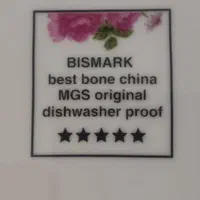 BISMARK
best bone china
MGS original
dishwasher proof
★★★★★